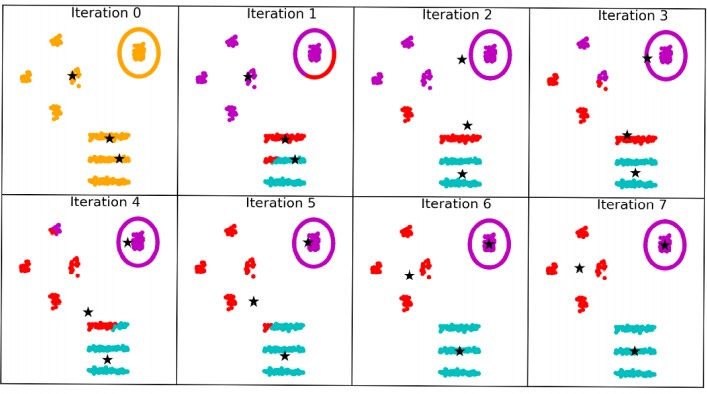 Iteration 0
Iteration 1
Iteration 2
Iteration 3
Iteration 4
Iteration 5
Iteration 6
Iteration 7